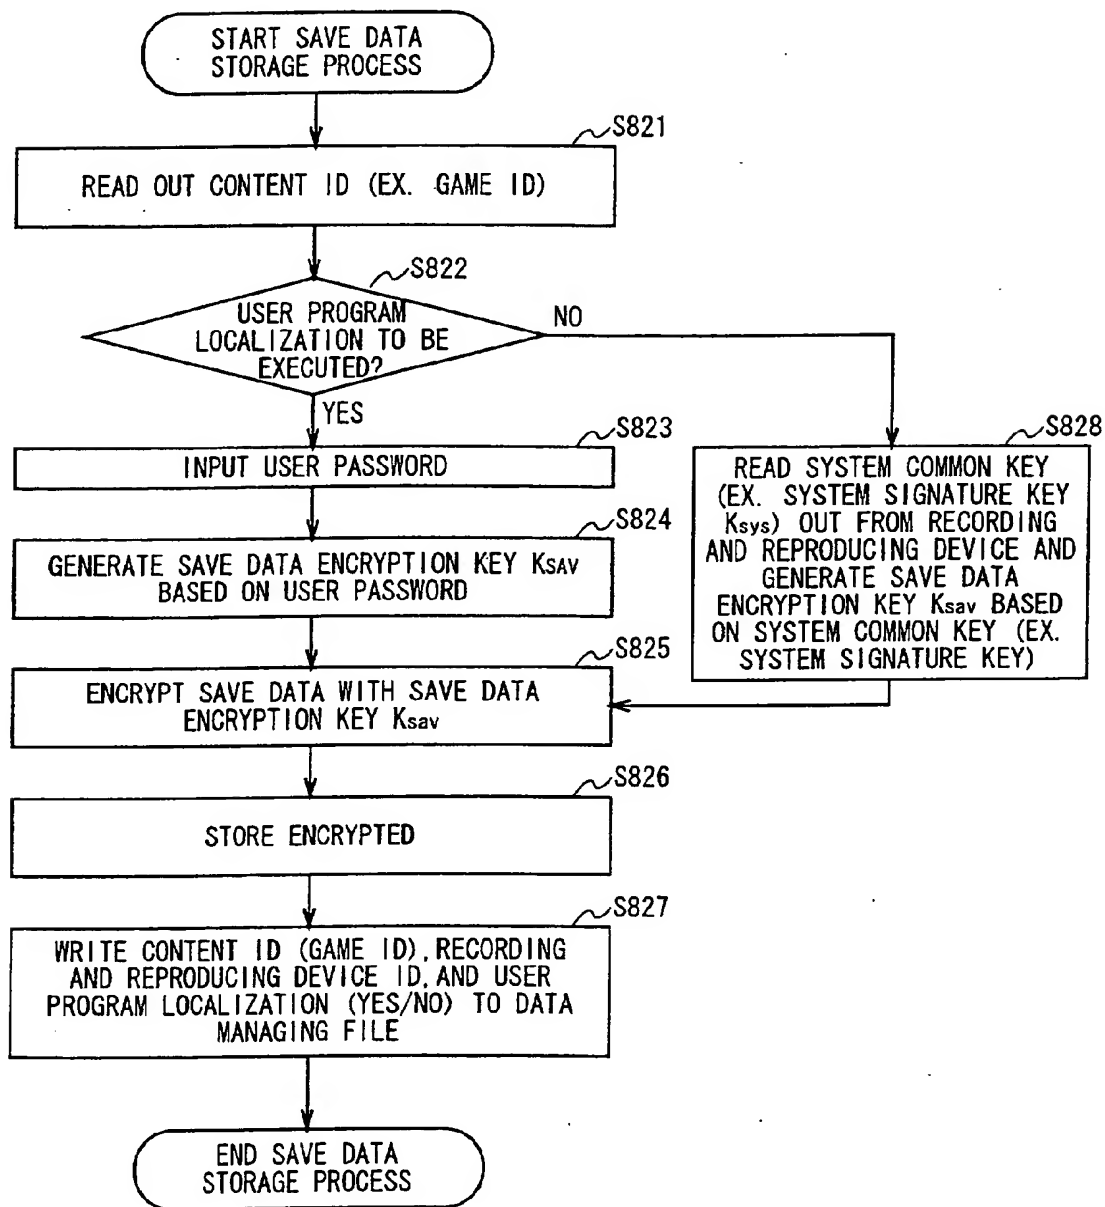 START SAVE DATA
STORAGE PROCESS
S821
READ OUT CONTENT ID (EX. GAME ID)
S822
USER PROGRAM
LOCALIZATION TO BE
EXECUTED?
NO
YES
S823
INPUT USER PASSWORD
S824
GENERATE SAVE DATA ENCRYPTION KEY KSAV
BASED ON USER PASSWORD
S828
READ SYSTEM COMMON KEY
(EX. SYSTEM SIGNATURE KEY
Ksys) OUT FROM RECORDING
AND REPRODUCING DEVICE AND
GENERATE SAVE DATA
ENCRYPTION KEY Ksav BASED
ON SYSTEM COMMON KEY (EX.
SYSTEM SIGNATURE KEY)
S825
ENCRYPT SAVE DATA WITH SAVE DATA
ENCRYPTION KEY Ksav
S826
STORE ENCRYPTED
S827
WRITE CONTENT ID (GAME ID), RECORDING
AND REPRODUCING DEVICE ID, AND USER
PROGRAM LOCALIZATION (YES/NO) TO DATA
MANAGING FILE
END SAVE DATA
STORAGE PROCESS